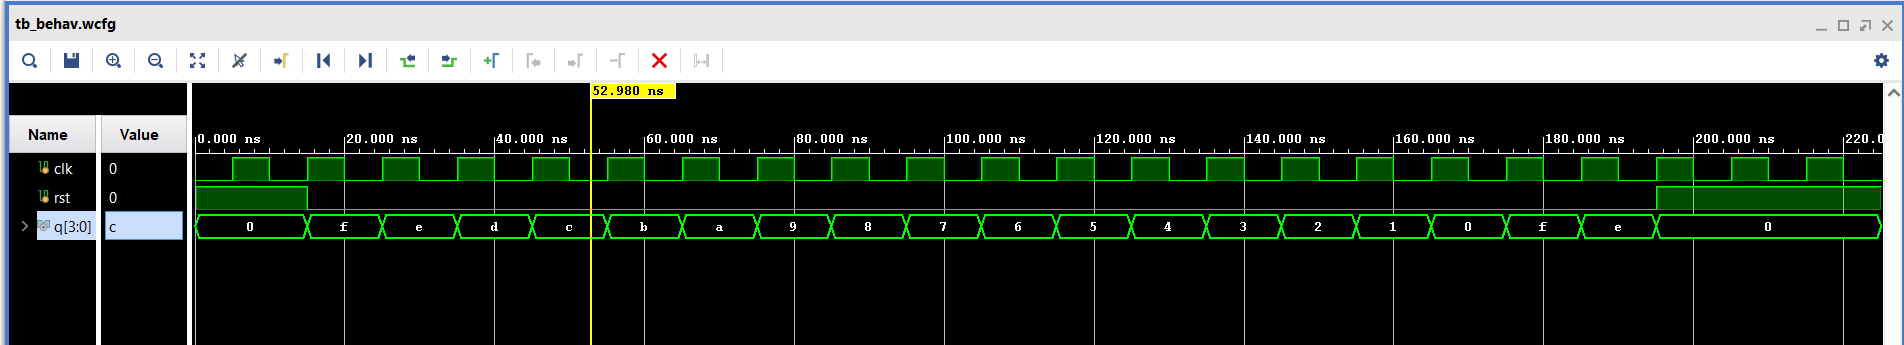 tb_behav.wcfg
52.980 ns
Name Value
0.000 ns 20.000 ns 40.000 ns 60.000 ns 80.000 ns 100.000 ns 120.000 ns 140.000 ns 160.000 ns 180.000 ns 200.000 ns 220.0
clk 0
rst 0
q[3:0] c 0 f e d c b a 9 8 7 6 5 4 3 2 1 0 f e 0